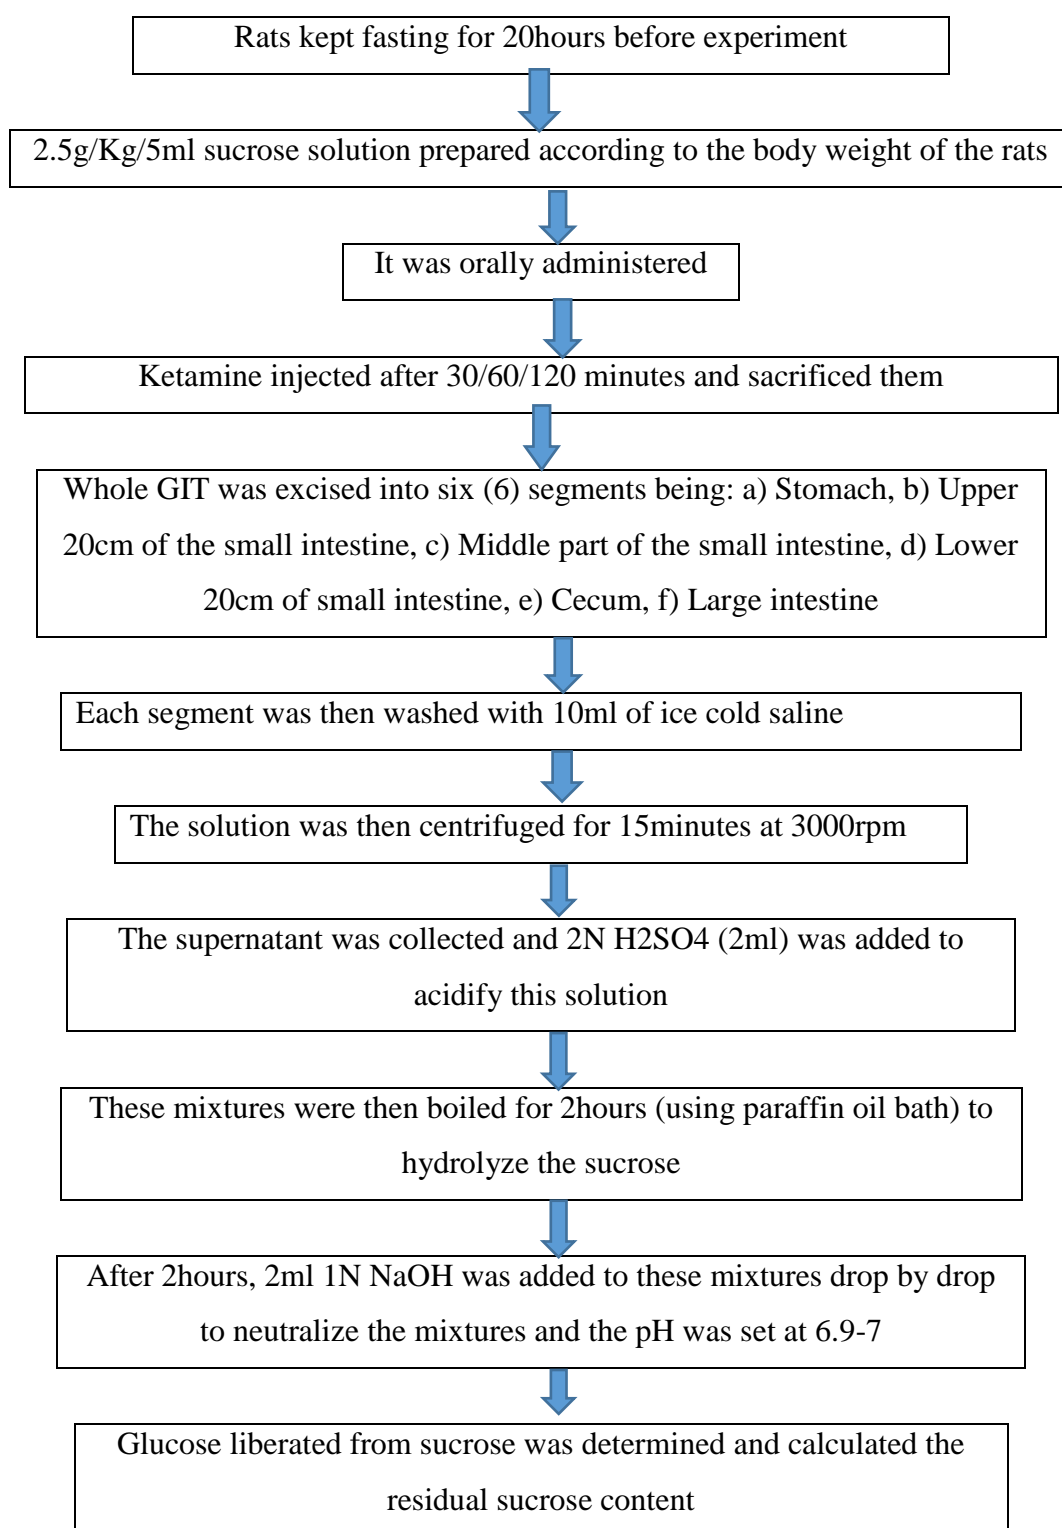 Rats kept fasting for 20hours before experiment
2.5g/Kg/5ml sucrose solution prepared according to the body weight of the rats
It was orally administered
Ketamine injected after 30/60/120 minutes and sacrificed them
Whole GIT was excised into six (6) segments being: a) Stomach, b) Upper
20cm of the small intestine, c) Middle part of the small intestine, d) Lower
20cm of small intestine, e) Cecum, f) Large intestine
Each segment was then washed with 10ml of ice cold saline
The solution was then centrifuged for 15minutes at 3000rpm
The supernatant was collected and 2N H2SO4 (2ml) was added to
acidify this solution
These mixtures were then boiled for 2hours (using paraffin oil bath) to
hydrolyze the sucrose
After 2hours, 2ml 1N NaOH was added to these mixtures drop by drop
to neutralize the mixtures and the pH was set at 6.9-7
Glucose liberated from sucrose was determined and calculated the
residual sucrose content